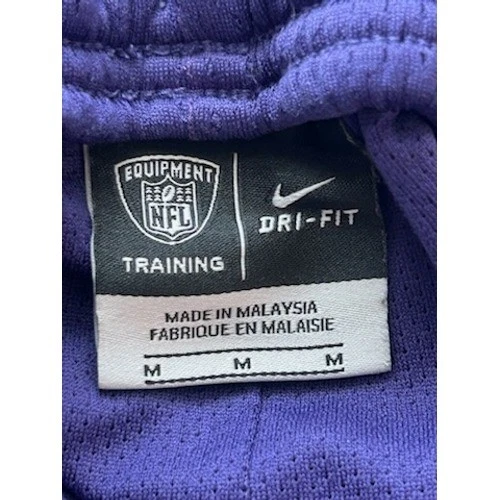 EQUIPMENT
NFL
TRAINING
DRI-FIT
MADE IN MALAYSIA
FABRIQUE EN MALAISIE
M M M